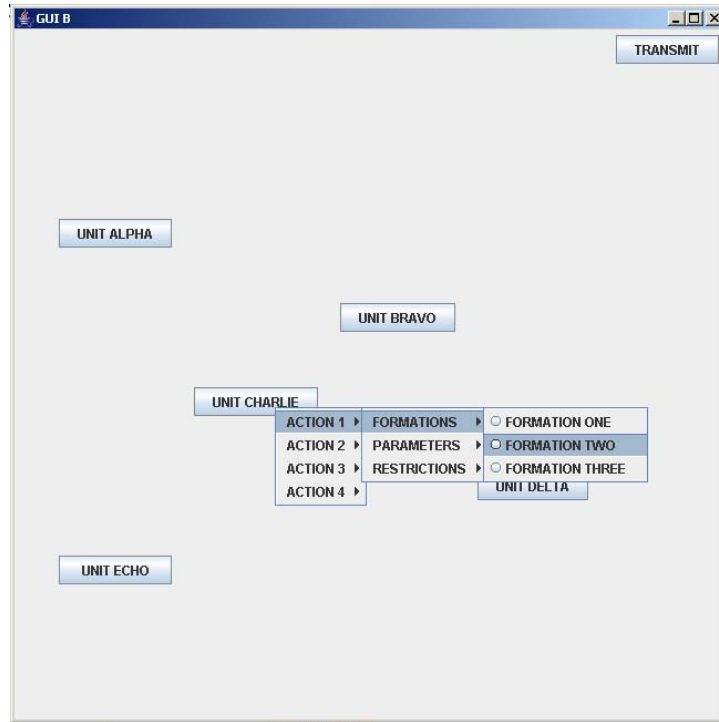 GUI B
TRANSMIT
UNIT ALPHA
UNIT BRAVO
UNIT CHARLIE
ACTION 1 FORMATIONS FORMATION ONE
ACTION 2 PARAMETERS FORMATION TWO
ACTION 3 RESTRICTIONS FORMATION THREE
ACTION 4 UNIT DELTA
UNIT ECHO